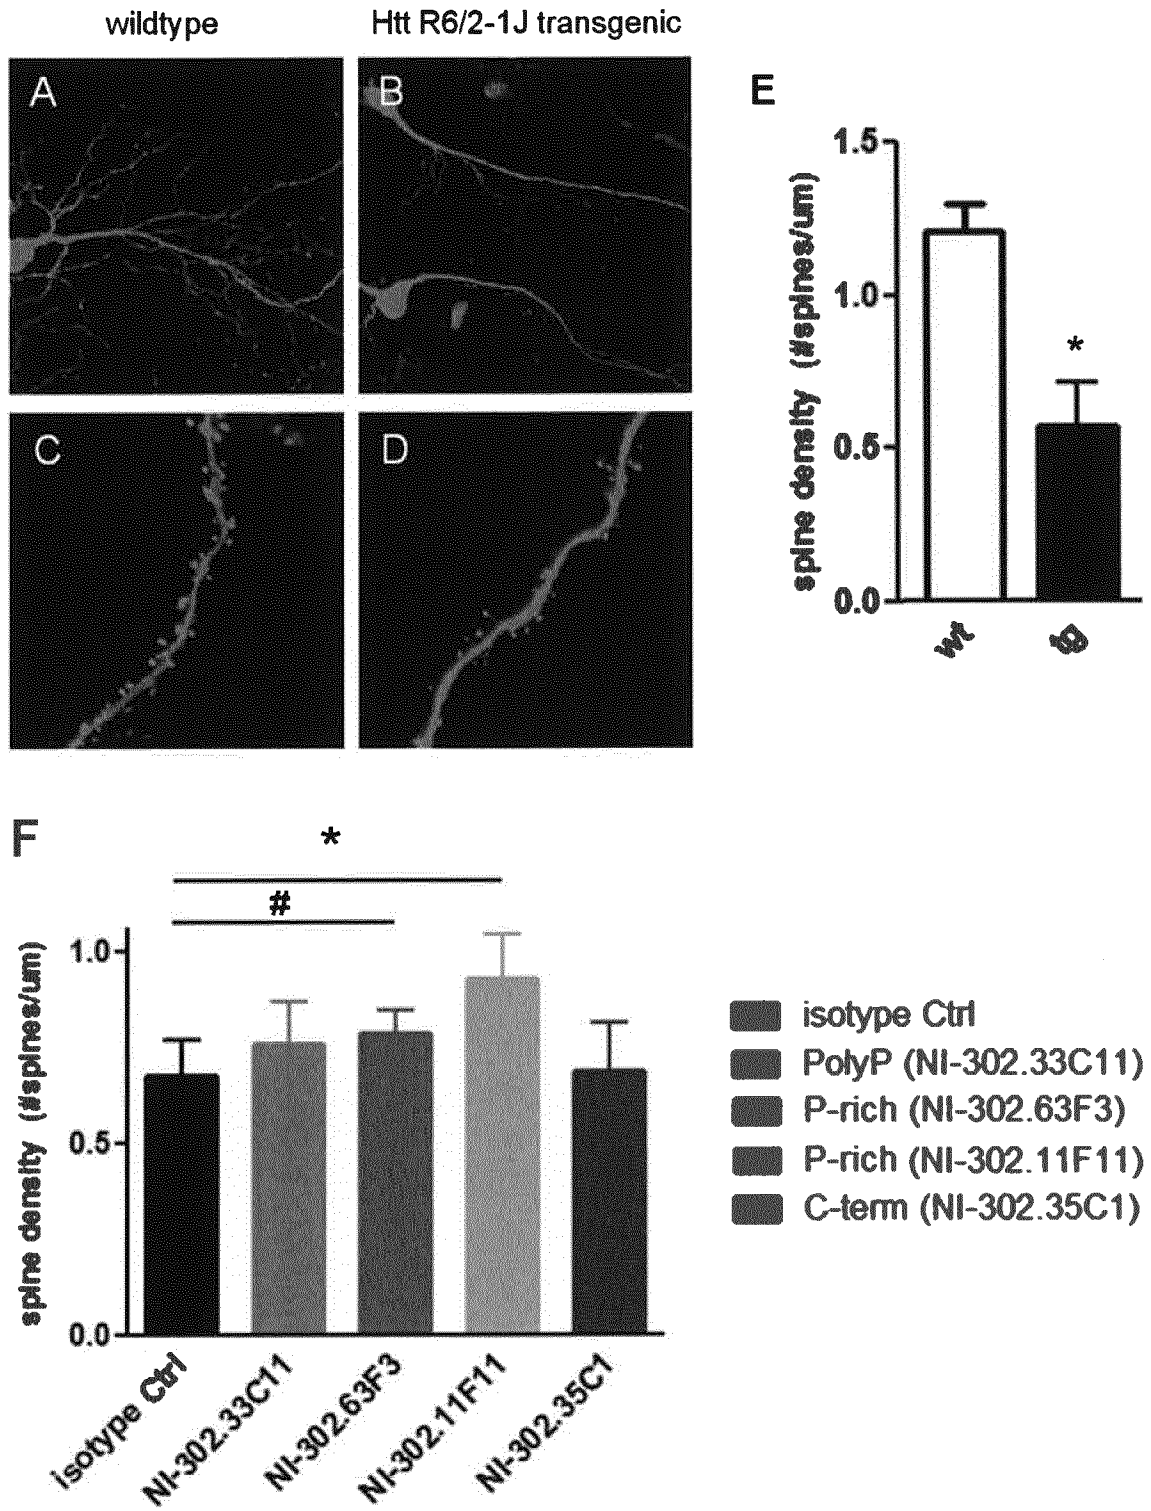 wildtype
Htt R6/2-1J transgenic
A
B
C
D
E
1.5
1.0
0.5
0.0
spine density (#spines/um)
*
wt
tg
F
*
#
1.0
0.5
0.0
spine density (#spines/um)
isotype Ctrl
NI-302.33C11
NI-302.63F3
NI-302.11F11
NI-302.35C1
isotype Ctrl
PolyP (NI-302.33C11)
P-rich (NI-302.63F3)
P-rich (NI-302.11F11)
C-term (NI-302.35C1)